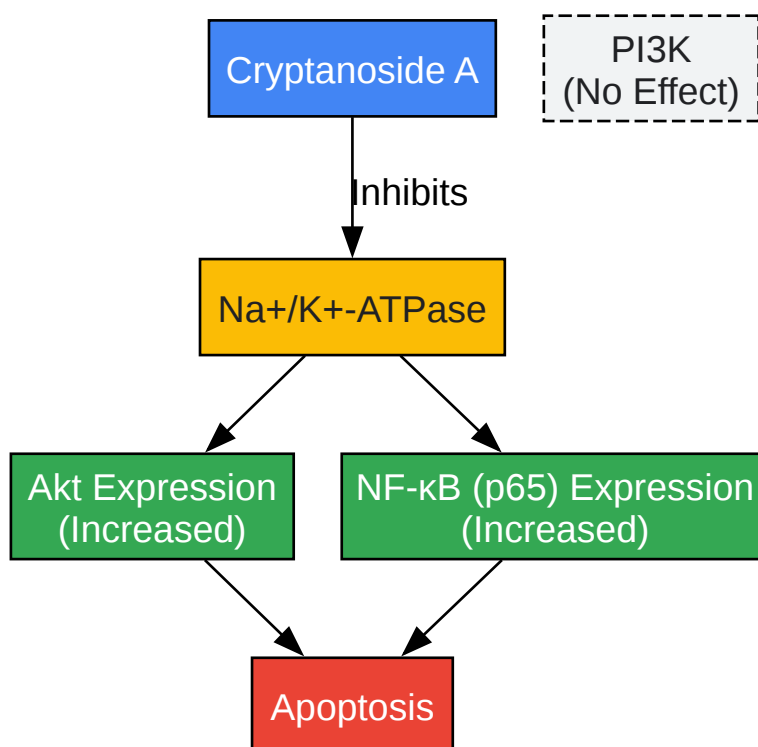 Cryptanoside A
PI3K
(No Effect)
Inhibits
Na+/K+-ATPase
Akt Expression
(Increased)
NF-κB (p65) Expression
(Increased)
Apoptosis